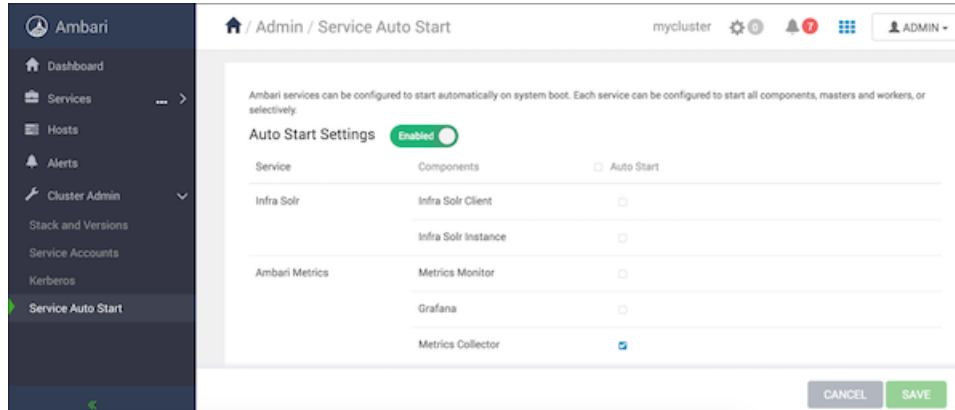 Ambari
/ Admin / Service Auto Start
mycluster
0
7
ADMIN
Dashboard
Services
...
Hosts
Alerts
Cluster Admin
Stack and Versions
Service Accounts
Kerberos
Service Auto Start
Ambari services can be configured to start automatically on system boot. Each service can be configured to start all components, masters and workers, or
selectively.
Auto Start Settings
Enabled
Service Components Auto Start
Infra Solr Infra Solr Client
Infra Solr Instance
Ambari Metrics Metrics Monitor
Grafana
Metrics Collector
CANCEL SAVE